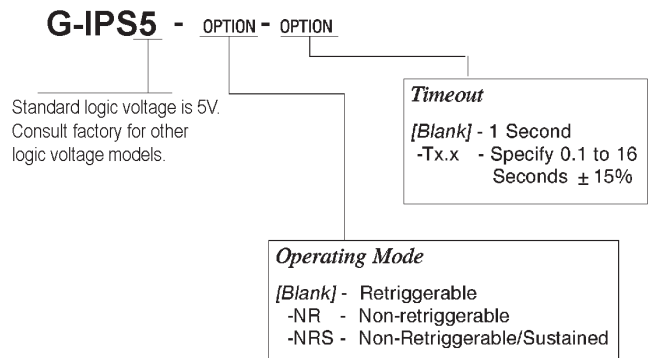 G-IPS5 - OPTION - OPTION
Standard logic voltage is 5V.
Consult factory for other
logic voltage models.
Timeout
[Blank] - 1 Second
-Tx.x - Specify 0.1 to 16
Seconds ± 15%
Operating Mode
[Blank] - Retriggerable
-NR - Non-retriggerable
-NRS - Non-Retriggerable/Sustained